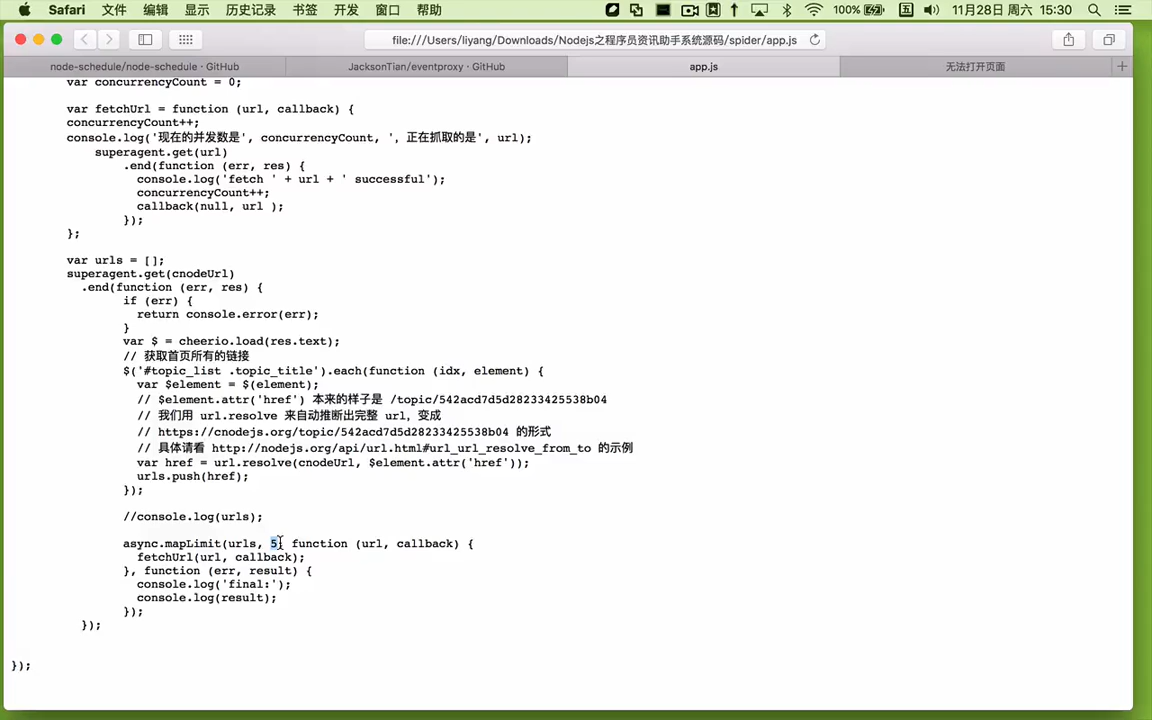 Safari 文件 编辑 显示 历史记录 书签 开发 窗口 帮助 100% 五 11月28日 周六 15:30
file:///Users/liyang/Downloads/Nodejs之程序员资讯助手系统源码/spider/app.js
node-schedule/node-schedule · GitHub JacksonTian/eventproxy · GitHub app.js 无法打开页面
var concurrencyCount = 0;
var fetchUrl = function (url, callback) {
concurrencyCount++;
console.log('现在的并发数是', concurrencyCount, ', 正在抓取的是', url);
superagent.get(url)
.end(function (err, res) {
console.log('fetch ' + url + ' successful');
concurrencyCount++;
callback(null, url );
});
};
var urls = [];
superagent.get(cnodeUrl)
.end(function (err, res) {
if (err) {
return console.error(err);
}
var $ = cheerio.load(res.text);
// 获取首页所有的链接
$('#topic_list .topic_title').each(function (idx, element) {
var $element = $(element);
// $element.attr('href') 本来的样子是 /topic/542acd7d5d28233425538b04
// 我们用 url.resolve 来自动推断出完整 url，变成
// https://cnodejs.org/topic/542acd7d5d28233425538b04 的形式
// 具体请看 http://nodejs.org/api/url.html#url_url_resolve_from_to 的示例
var href = url.resolve(cnodeUrl, $element.attr('href'));
urls.push(href);
});
//console.log(urls);
async.mapLimit(urls, 5, function (url, callback) {
fetchUrl(url, callback);
}, function (err, result) {
console.log('final:');
console.log(result);
});
});
});